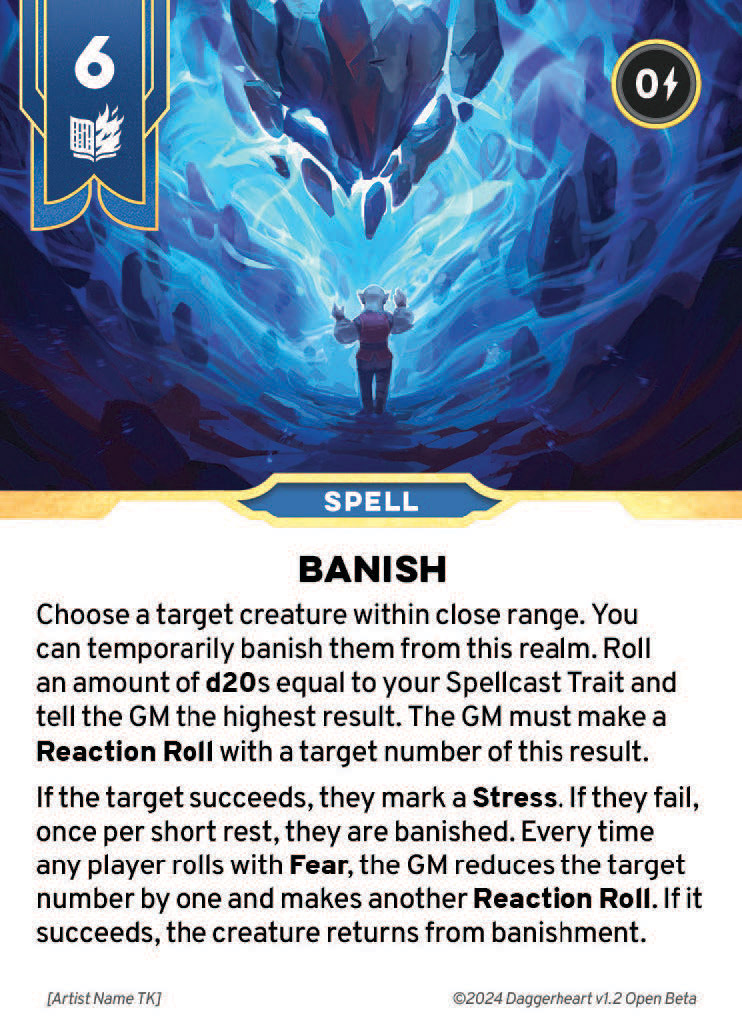 6
0
SPELL
BANISH
Choose a target creature within close range. You
can temporarily banish them from this realm. Roll
an amount of d20s equal to your Spellcast Trait and
tell the GM the highest result. The GM must make a
Reaction Roll with a target number of this result.
If the target succeeds, they mark a Stress. If they fail,
once per short rest, they are banished. Every time
any player rolls with Fear, the GM reduces the target
number by one and makes another Reaction Roll. If it
succeeds, the creature returns from banishment.
[Artist Name TK]
©2024 Daggerheart v1.2 Open Beta